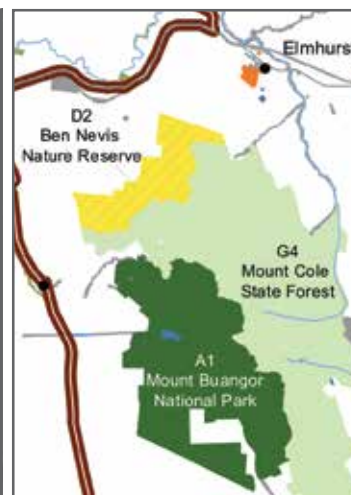 Elmhurs
D2
Ben Nevis
Nature Reserve
G4
Mount Cole
State Forest
A1
Mount Buangor
National Park